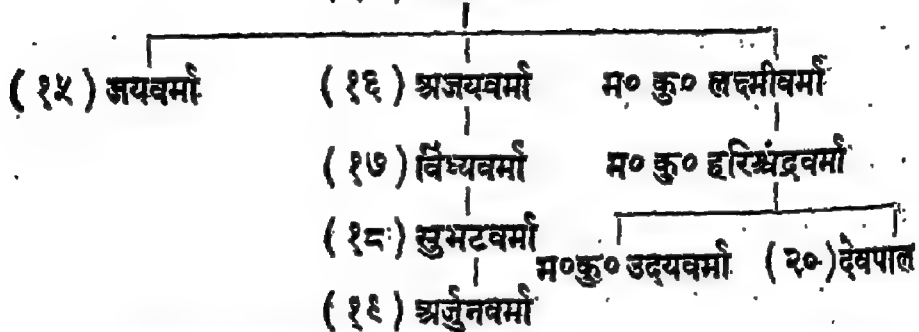 (१५) जयवर्मा (१६) अजयवर्मा म० कु० लक्ष्मीवर्मा
(१७) विंध्यवर्मा म० कु० हरिश्चंद्रवर्मा
(१८) सुभटवर्मा
म०कु० उदयवर्मा (२०) देवपाल
(१९) अर्जुनवर्मा